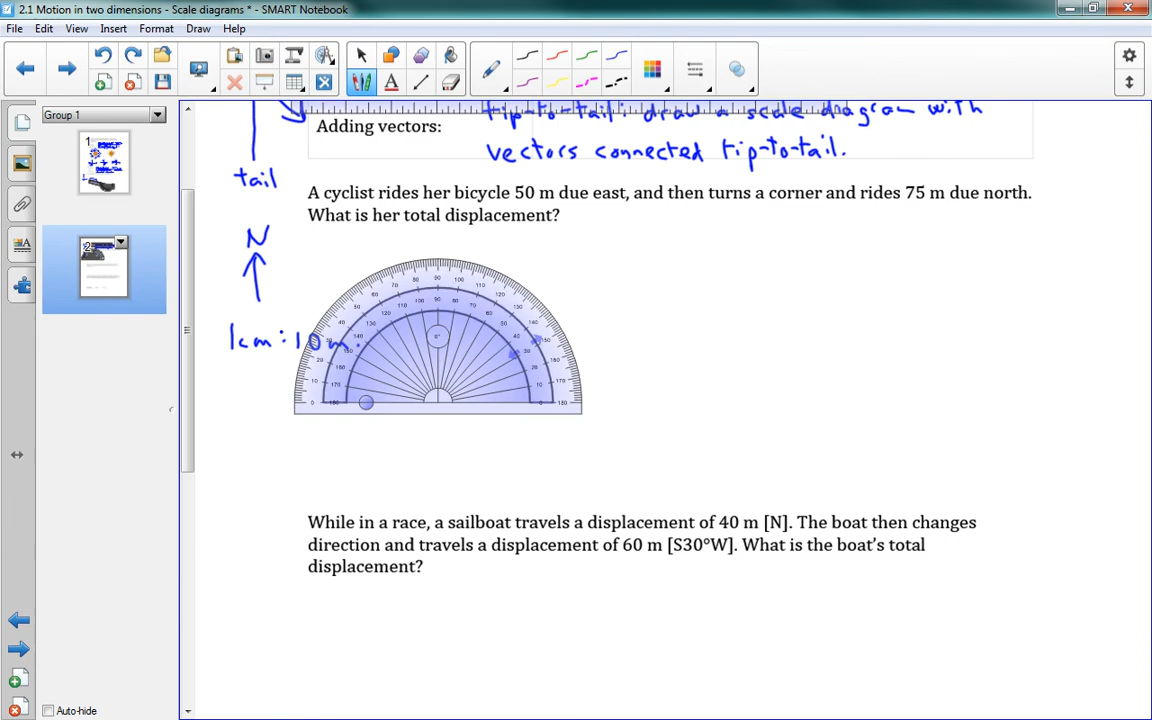 2.1 Motion in two dimensions - Scale diagrams * - SMART Notebook
File Edit View Insert Format Draw Help
Group 1
1
2
tip-to-tail: draw a scale diagram with
Adding vectors:
vectors connected tip-to-tail.
tail
A cyclist rides her bicycle 50 m due east, and then turns a corner and rides 75 m due north.
What is her total displacement?
N
1cm:10m.
While in a race, a sailboat travels a displacement of 40 m [N]. The boat then changes
direction and travels a displacement of 60 m [S30°W]. What is the boat's total
displacement?
Auto-hide